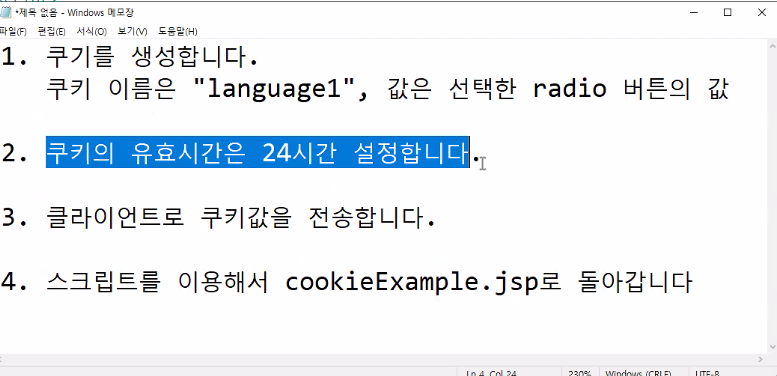 *제목 없음 - Windows 메모장
파일(F) 편집(E) 서식(O) 보기(V) 도움말(H)
1. 쿠기를 생성합니다.
쿠키 이름은 "language1", 값은 선택한 radio 버튼의 값
2. 쿠키의 유효시간은 24시간 설정합니다.
3. 클라이언트로 쿠키값을 전송합니다.
4. 스크립트를 이용해서 cookieExample.jsp로 돌아갑니다
Ln 4, Col 24 230% Windows (CRLF) UTF-8